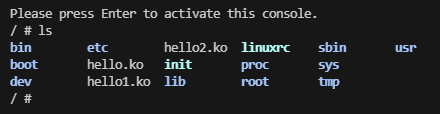 Please press Enter to activate this console.
/ # ls
bin etc hello2.ko linuxrc sbin usr
boot hello.ko init proc sys
dev hello1.ko lib root tmp
/ #